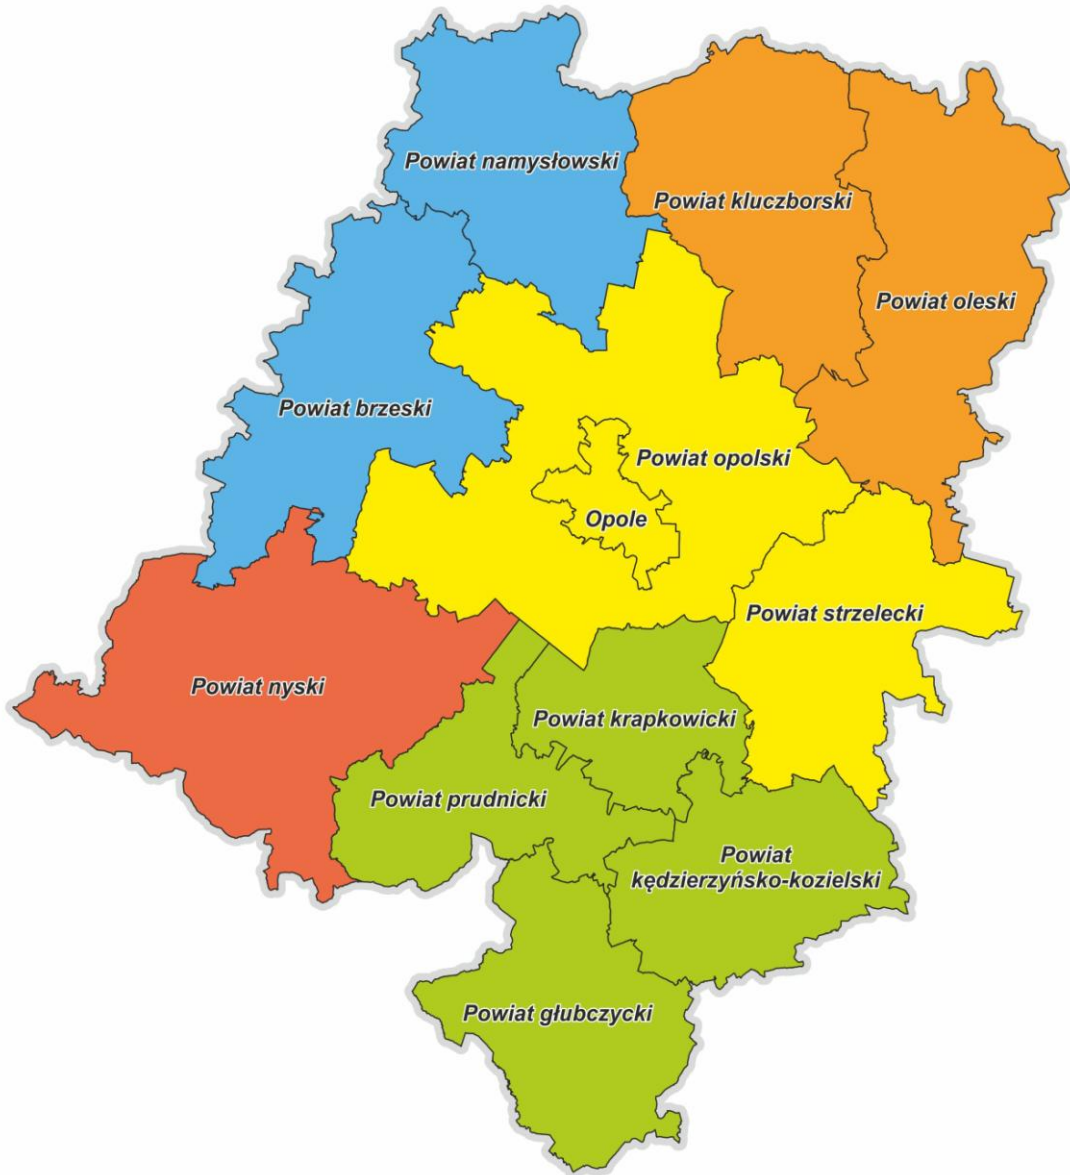 Powiat namysłowski
Powiat kluczborski
Powiat oleski
Powiat brzeski
Powiat opolski
Opole
Powiat strzelecki
Powiat nyski
Powiat krapkowicki
Powiat prudnicki
Powiat
kędzierzyńsko-kozielski
Powiat głubczycki